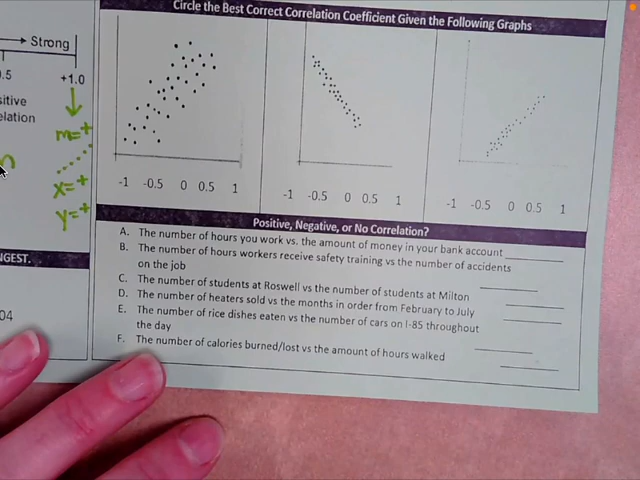 Circle the Best Correct Correlation Coefficient Given the Following Graphs
Strong
0.5
+1.0
m=+
x=+
y=+
-1 -0.5 0 0.5 1
-1 -0.5 0 0.5 1
-1 -0.5 0 0.5 1
Positive, Negative, or No Correlation?
A. The number of hours you work vs. the amount of money in your bank account
B. The number of hours workers receive safety training vs the number of accidents
on the job
C. The number of students at Roswell vs the number of students at Milton
D. The number of heaters sold vs the months in order from February to July
E. The number of rice dishes eaten vs the number of cars on I-85 throughout
the day
F. The number of calories burned/lost vs the amount of hours walked
04